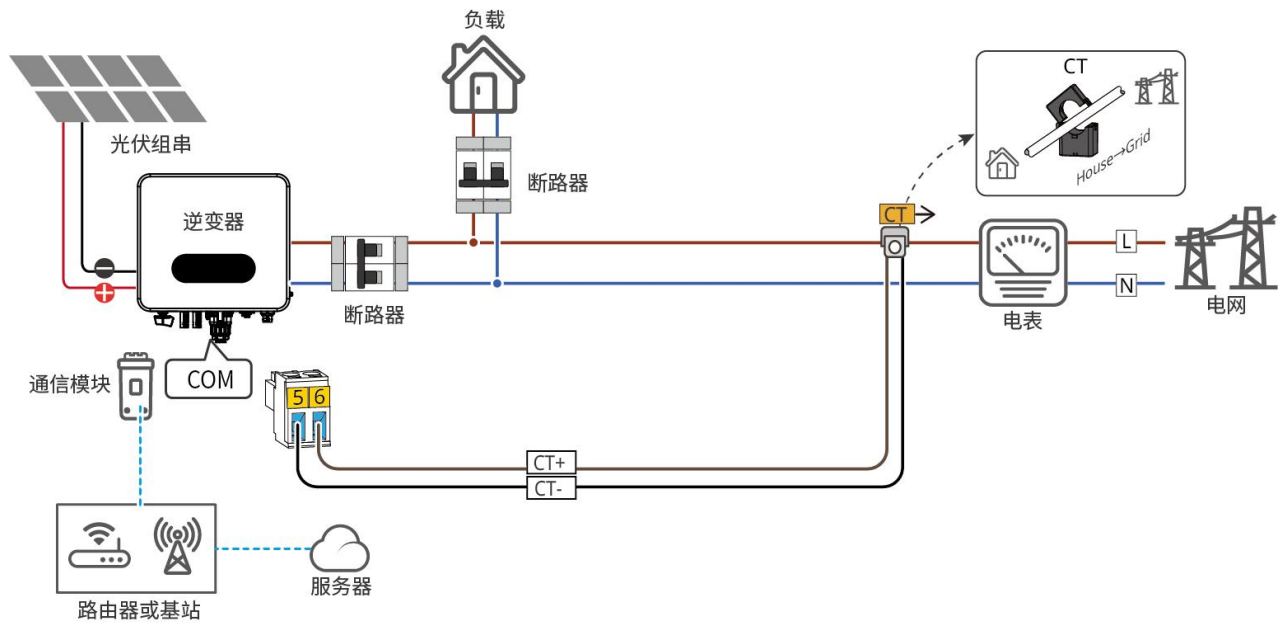 负载
CT
House→Grid
光伏组串
断路器
逆变器
CT
L
N
断路器
电表
电网
通信模块
COM
5 6
CT+
CT-
服务器
路由器或基站